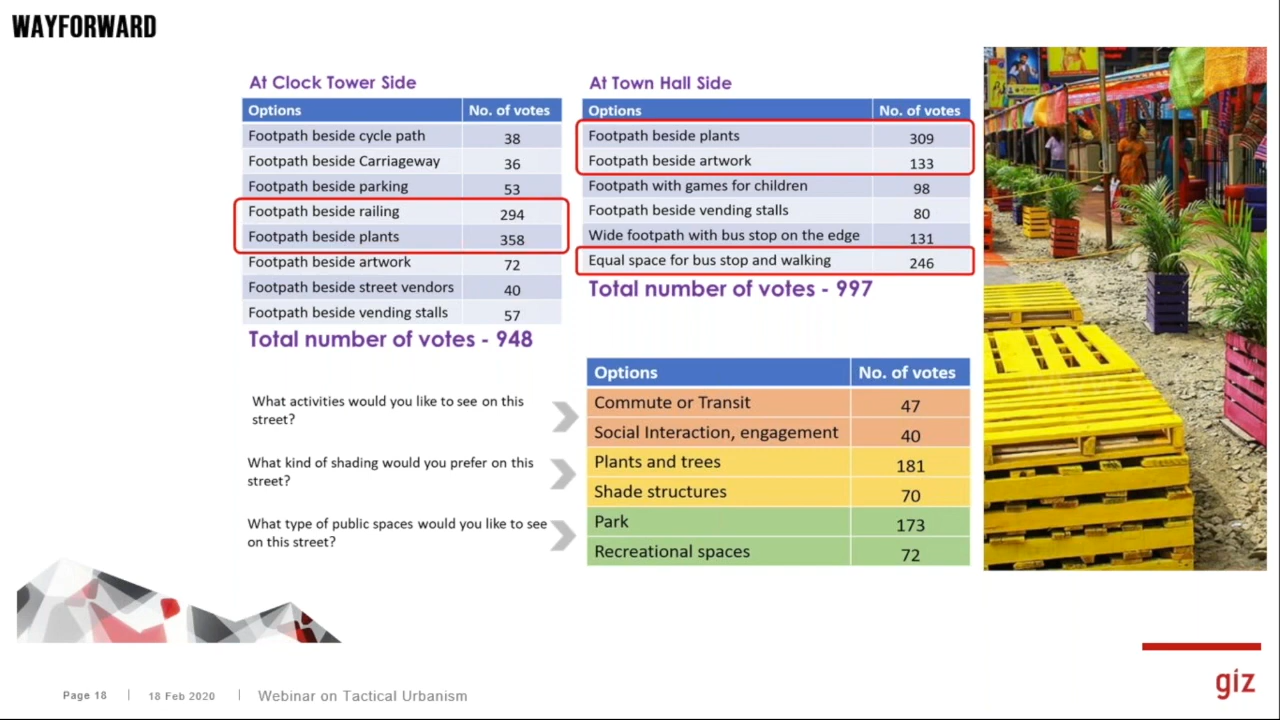 WAYFORWARD
At Clock Tower Side
Options No. of votes
Footpath beside cycle path 38
Footpath beside Carriageway 36
Footpath beside parking 53
Footpath beside railing 294
Footpath beside plants 358
Footpath beside artwork 72
Footpath beside street vendors 40
Footpath beside vending stalls 57
Total number of votes - 948
At Town Hall Side
Options No. of votes
Footpath beside plants 309
Footpath beside artwork 133
Footpath with games for children 98
Footpath beside vending stalls 80
Wide footpath with bus stop on the edge 131
Equal space for bus stop and walking 246
Total number of votes - 997
What activities would you like to see on this
street?
What kind of shading would you prefer on this
street?
What type of public spaces would you like to see
on this street?
Options No. of votes
Commute or Transit 47
Social Interaction, engagement 40
Plants and trees 181
Shade structures 70
Park 173
Recreational spaces 72
Page 18 | 18 Feb 2020 | Webinar on Tactical Urbanism
giz